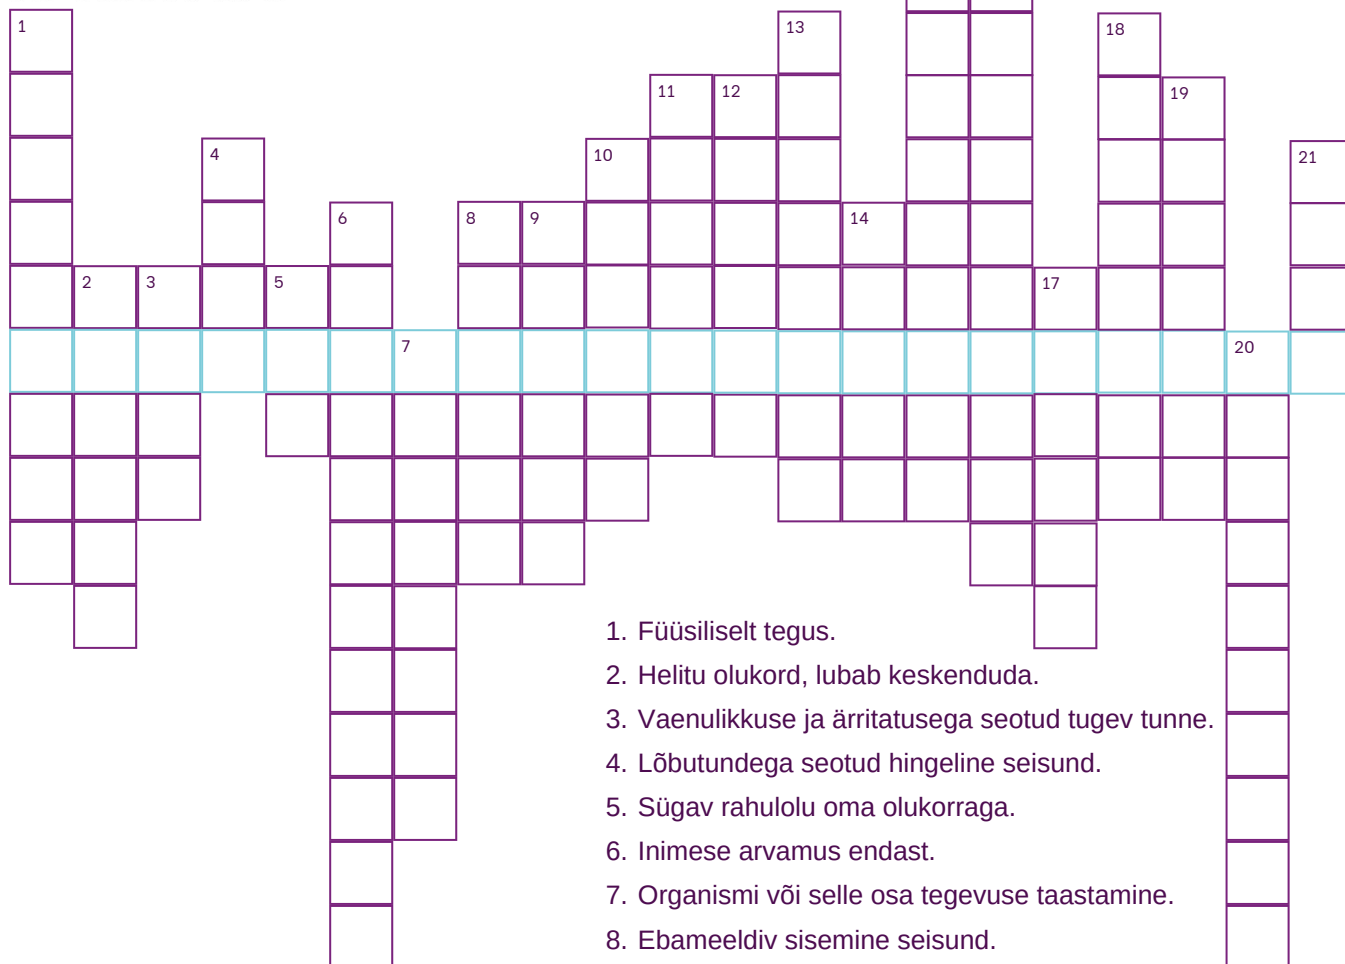 1
13
18
11
12
19
4
10
21
6
8
9
14
2
3
5
17
7
20
1. Füüsiliselt tegus.
2. Helitu olukord, lubab keskenduda.
3. Vaenulikkuse ja ärritatusega seotud tugev tunne.
4. Lõbutundega seotud hingeline seisund.
5. Sügav rahulolu oma olukorraga.
6. Inimese arvamus endast.
7. Organismi või selle osa tegevuse taastamine.
8. Ebameeldiv sisemine seisund.